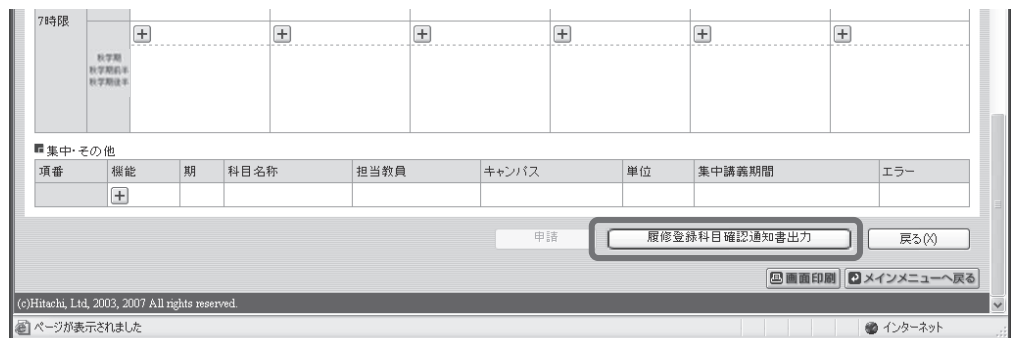 7時限
+ + + + + +
秋学期
秋学期前半
秋学期後半
集中・その他
項番 機能 期 科目名称 担当教員 キャンパス 単位 集中講義期間 エラー
+
申請 履修登録科目確認通知書出力 戻る(X)
画面印刷 メインメニューへ戻る
(c)Hitachi, Ltd, 2003, 2007 All rights reserved.
ページが表示されました インターネット